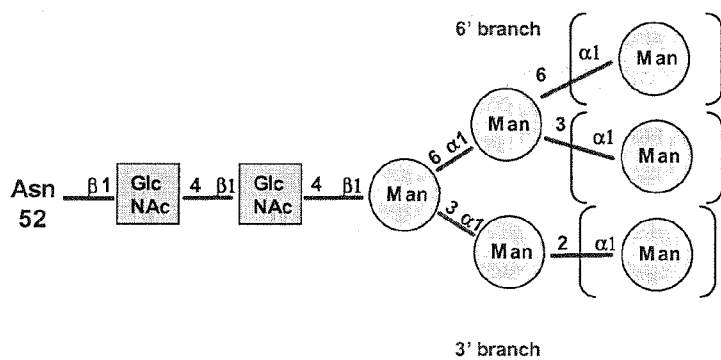 6' branch
α1
Man
6
Man
3
α1
Man
6 α1
Asn
52
β1
Glc
NAc
4
β1
Glc
NAc
4
β1
Man
3 α1
Man
2
α1
Man
3' branch